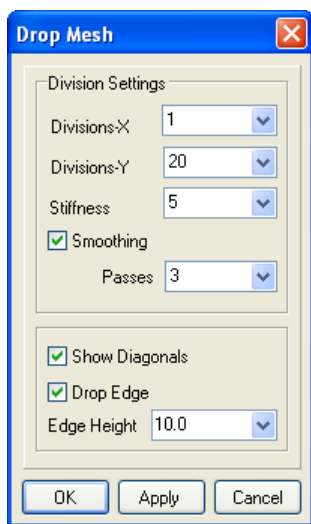 Drop Mesh
Division Settings
Divisions-X 1
Divisions-Y 20
Stiffness 5
Smoothing
Passes 3
Show Diagonals
Drop Edge
Edge Height 10.0
OK Apply Cancel